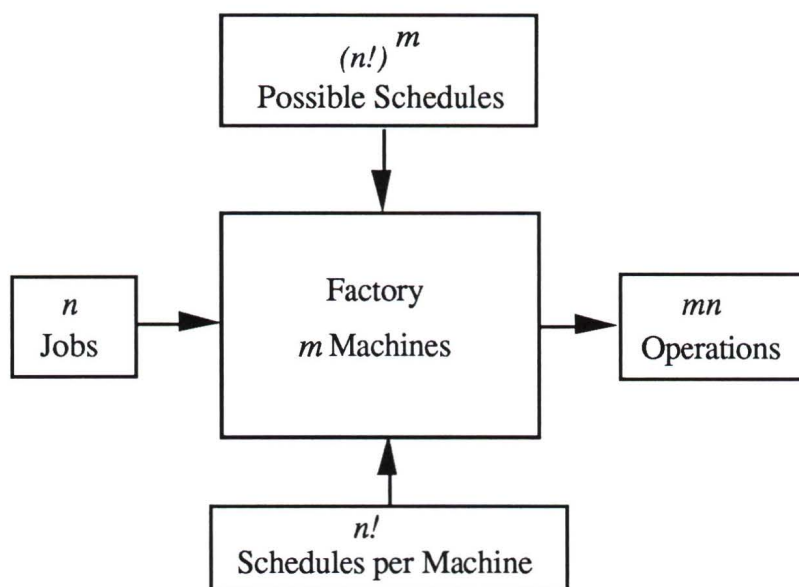 (n!)^m
Possible Schedules
n
Jobs
Factory
m Machines
mn
Operations
n!
Schedules per Machine